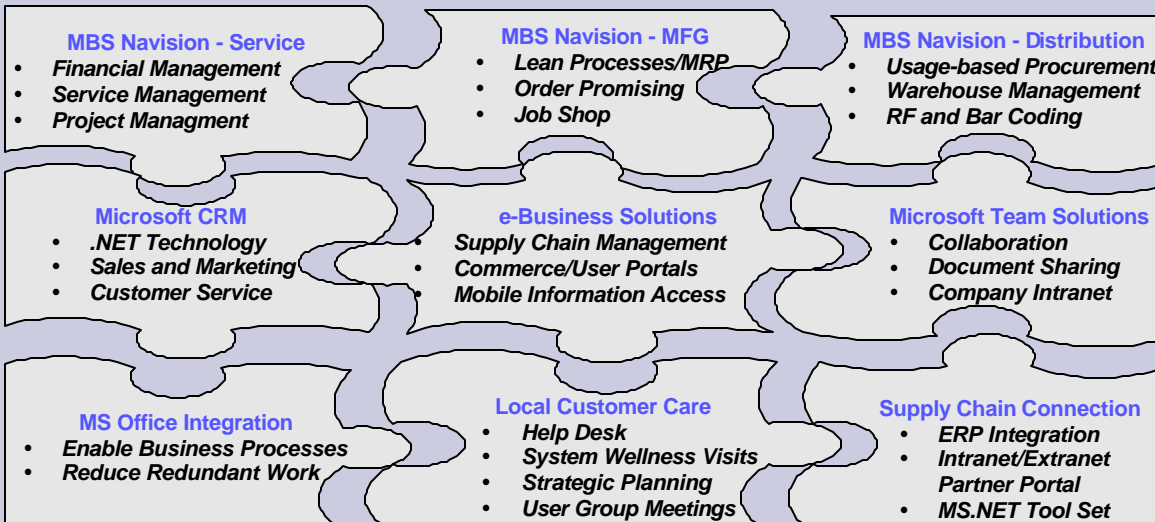 MBS Navision - Service
• Financial Management
• Service Management
• Project Managment
MBS Navision - MFG
• Lean Processes/MRP
• Order Promising
• Job Shop
MBS Navision - Distribution
• Usage-based Procurement
• Warehouse Management
• RF and Bar Coding
Microsoft CRM
• .NET Technology
• Sales and Marketing
• Customer Service
e-Business Solutions
• Supply Chain Management
• Commerce/User Portals
• Mobile Information Access
Microsoft Team Solutions
• Collaboration
• Document Sharing
• Company Intranet
MS Office Integration
• Enable Business Processes
• Reduce Redundant Work
Local Customer Care
• Help Desk
• System Wellness Visits
• Strategic Planning
• User Group Meetings
Supply Chain Connection
• ERP Integration
• Intranet/Extranet
Partner Portal
• MS.NET Tool Set